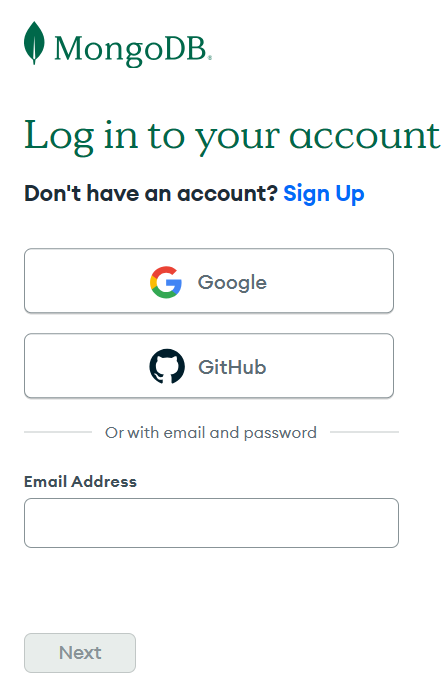 MongoDB®
Log in to your account
Don't have an account? Sign Up
Google
GitHub
Or with email and password
Email Address
Next